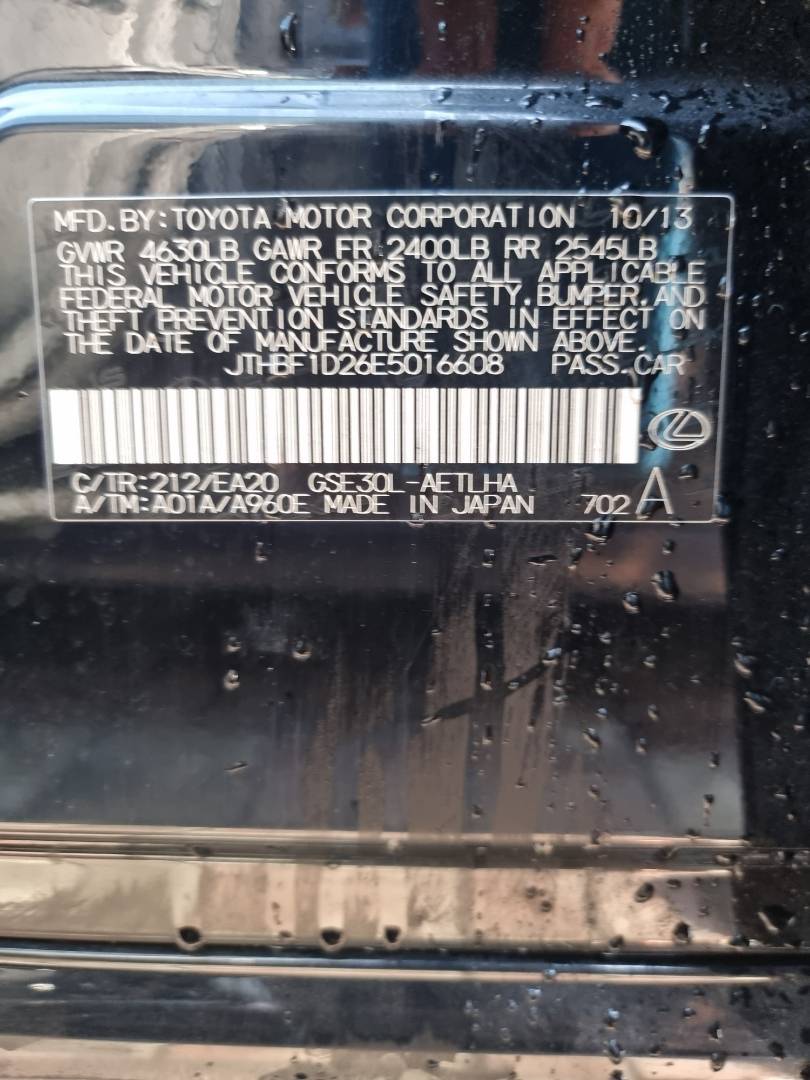 MFD.BY:TOYOTA MOTOR CORPORATION 10/13
GVWR 4630LB GAWR FR 2400LB RR 2545LB
THIS VEHICLE CONFORMS TO ALL APPLICABLE
FEDERAL MOTOR VEHICLE SAFETY.BUMPER.AND
THEFT PREVENTION STANDARDS IN EFFECT ON
THE DATE OF MANUFACTURE SHOWN ABOVE.
JTHBF1D26E5016608 PASS.CAR
C/TR:212/EA20 GSE30L-AETLHA
A/TM:A01A/A960E MADE IN JAPAN 702 A